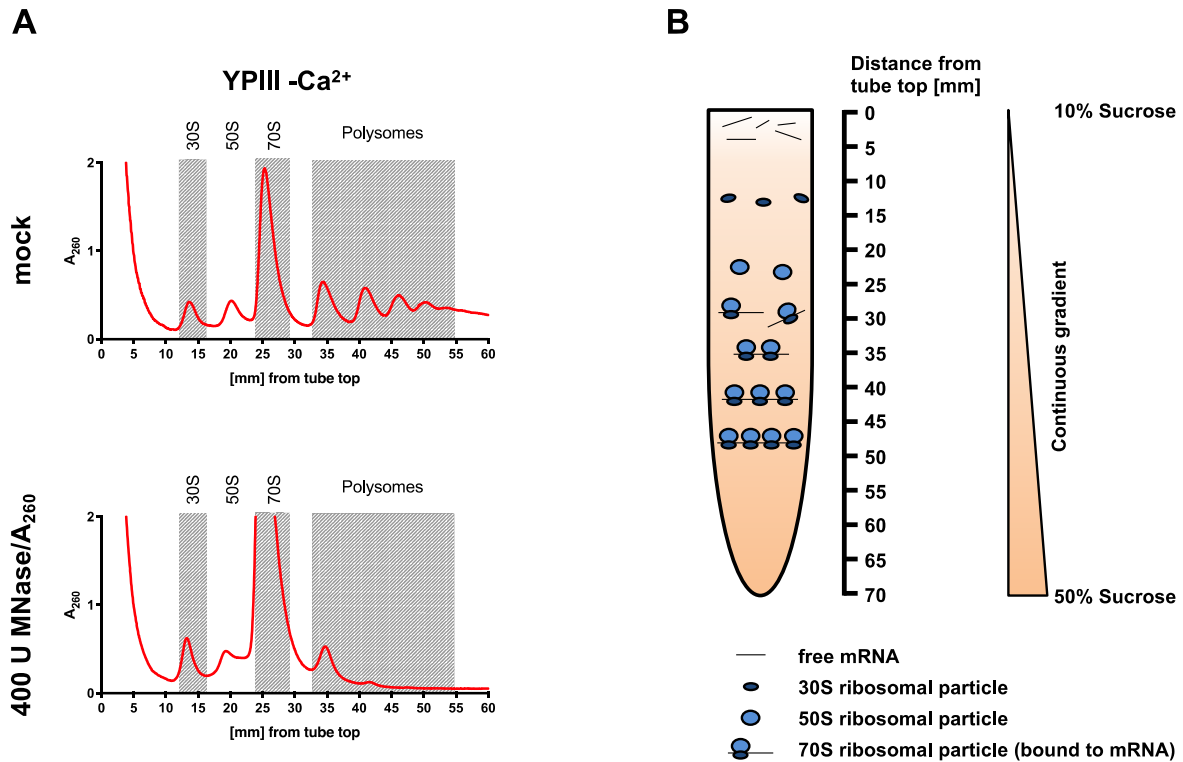 A
YPIII -Ca²⁺
30S
50S
70S
Polysomes
mock
A₂₆₀
2
1
0
0 5 10 15 20 25 30 35 40 45 50 55 60
[mm] from tube top
400 U MNase/A₂₆₀
30S
50S
70S
Polysomes
A₂₆₀
2
1
0
0 5 10 15 20 25 30 35 40 45 50 55 60
[mm] from tube top
B
Distance from
tube top [mm]
0
5
10
15
20
25
30
35
40
45
50
55
60
65
70
10% Sucrose
Continuous gradient
50% Sucrose
free mRNA
30S ribosomal particle
50S ribosomal particle
70S ribosomal particle (bound to mRNA)